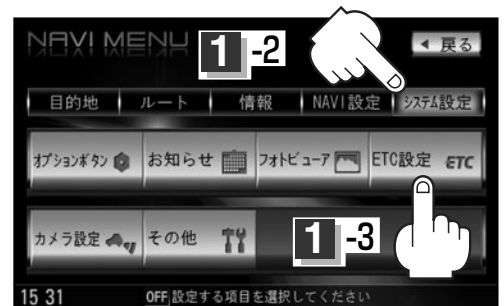 NAVI MENU
1-2
戻る
目的地 ルート 情報 NAVI設定 システム設定
オプションボタン お知らせ フォトビューア ETC設定 ETC
カメラ設定 その他
1-3
15 31 OFF 設定する項目を選択してください